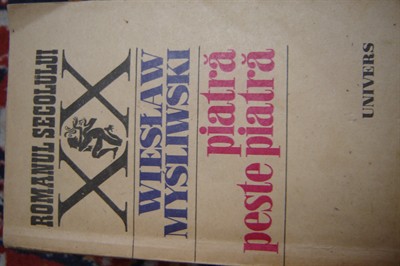 ROMANUL SECOLULUI
XX
WIESŁAW
MYŚLIWSKI
piatră
peste piatră
UNIVERS